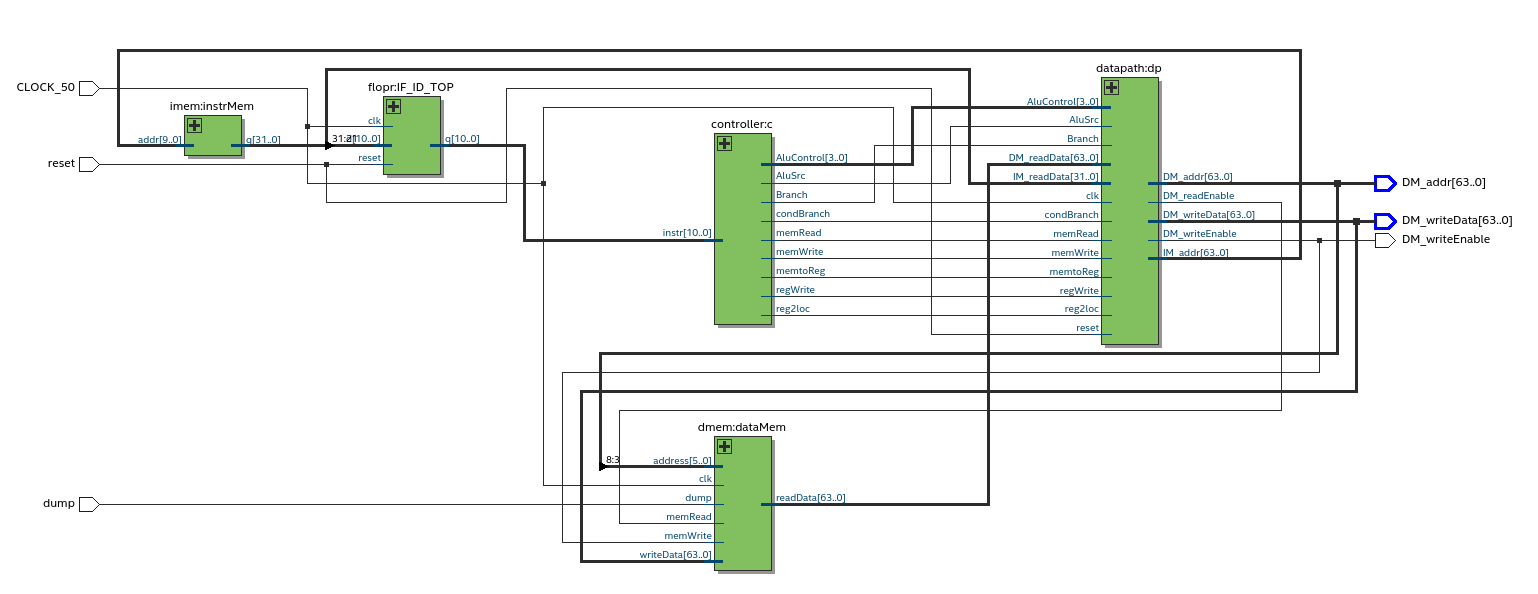 CLOCK_50
reset
dump
imem:instrMem
addr[9..0]
q[31..0]
flopr:IF_ID_TOP
clk
31:21
d[10..0]
reset
q[10..0]
controller:c
instr[10..0]
AluControl[3..0]
AluSrc
Branch
condBranch
memRead
memWrite
memtoReg
regWrite
reg2loc
datapath:dp
AluControl[3..0]
AluSrc
Branch
DM_readData[63..0]
IM_readData[31..0]
clk
condBranch
memRead
memWrite
memtoReg
regWrite
reg2loc
reset
DM_addr[63..0]
DM_readEnable
DM_writeData[63..0]
DM_writeEnable
IM_addr[63..0]
DM_addr[63..0]
DM_writeData[63..0]
DM_writeEnable
dmem:dataMem
8:3
address[5..0]
clk
dump
memRead
memWrite
writeData[63..0]
readData[63..0]